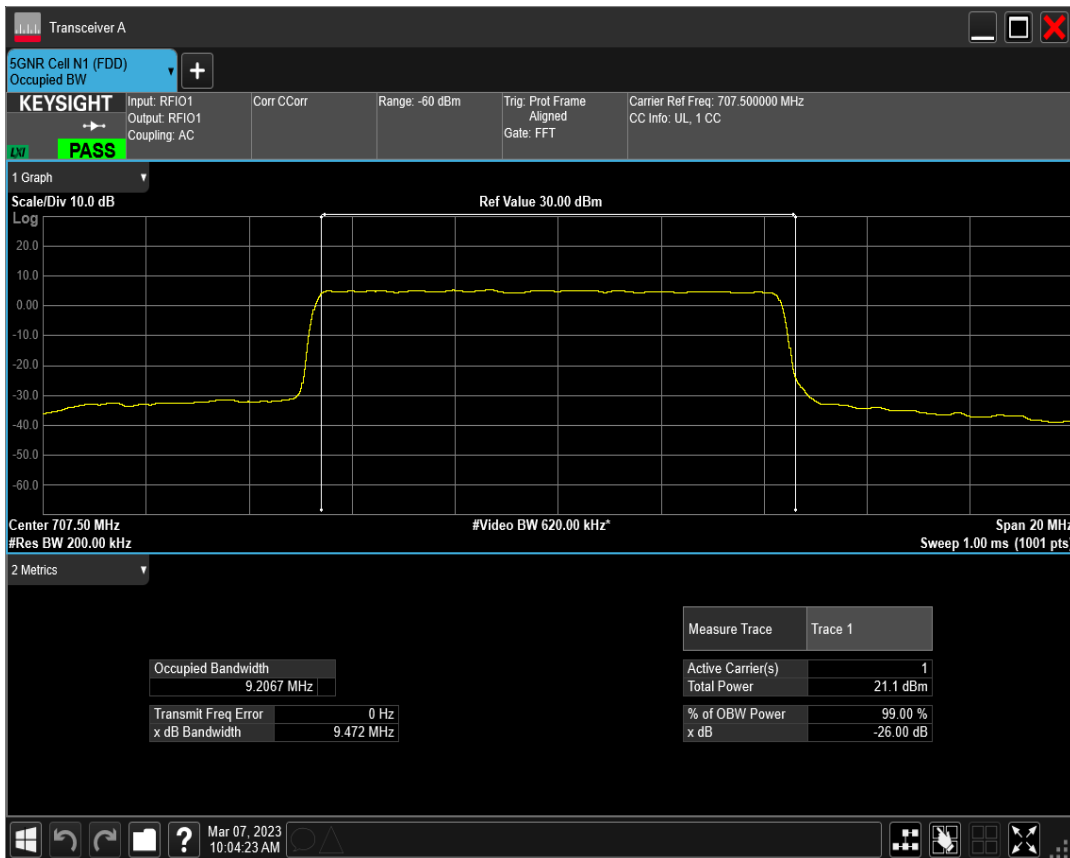 Transceiver A
5GNR Cell N1 (FDD)
Occupied BW
KEYSIGHT
LXI
PASS
Input: RFIO1
Output: RFIO1
Coupling: AC
Corr CCorr
Range: -60 dBm
Trig: Prot Frame
Aligned
Gate: FFT
Carrier Ref Freq: 707.500000 MHz
CC Info: UL, 1 CC
1 Graph
Scale/Div 10.0 dB
Ref Value 30.00 dBm
Log
20.0
10.0
0.00
-10.0
-20.0
-30.0
-40.0
-50.0
-60.0
Center 707.50 MHz
#Video BW 620.00 kHz*
Span 20 MHz
#Res BW 200.00 kHz
Sweep 1.00 ms (1001 pts)
2 Metrics
Measure Trace Trace 1
Occupied Bandwidth
9.2067 MHz
Active Carrier(s) 1
Total Power 21.1 dBm
Transmit Freq Error 0 Hz
x dB Bandwidth 9.472 MHz
% of OBW Power 99.00 %
x dB -26.00 dB
?
Mar 07, 2023
10:04:23 AM